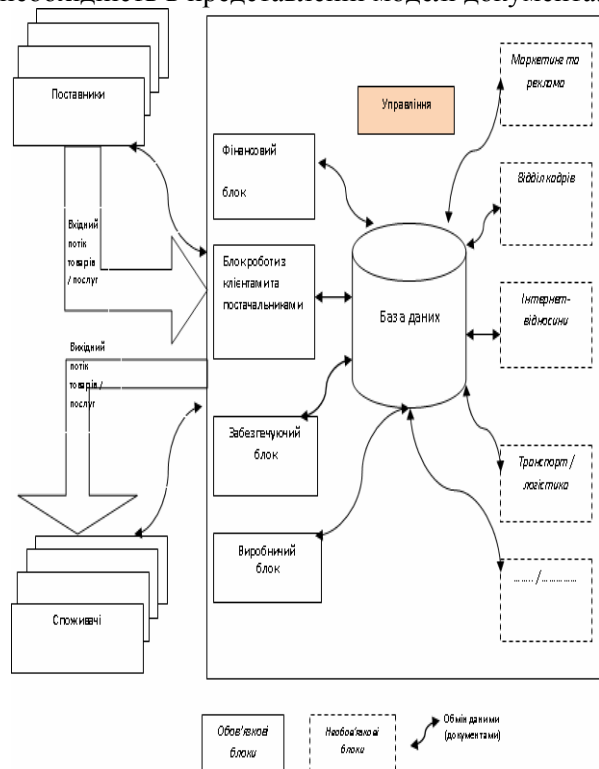 необхідність в представленні моделі документа
Поставники
Вхідний
потік
товарів
/ послуг
Вихідний
потік
товарів /
послуг
Споживачі
Управління
Фінансовий
блок
Блок роботи з
клієнтами та
постачальниками
Забезпечуючий
блок
Виробничий
блок
База даних
Маркетинг та
реклама
Відділ кадрів
Інтернет-
відносини
Транспорт /
логістика
…….. / …………
Обов'язкові
блоки
Необов'язкові
блоки
Обмін даними
(документами)